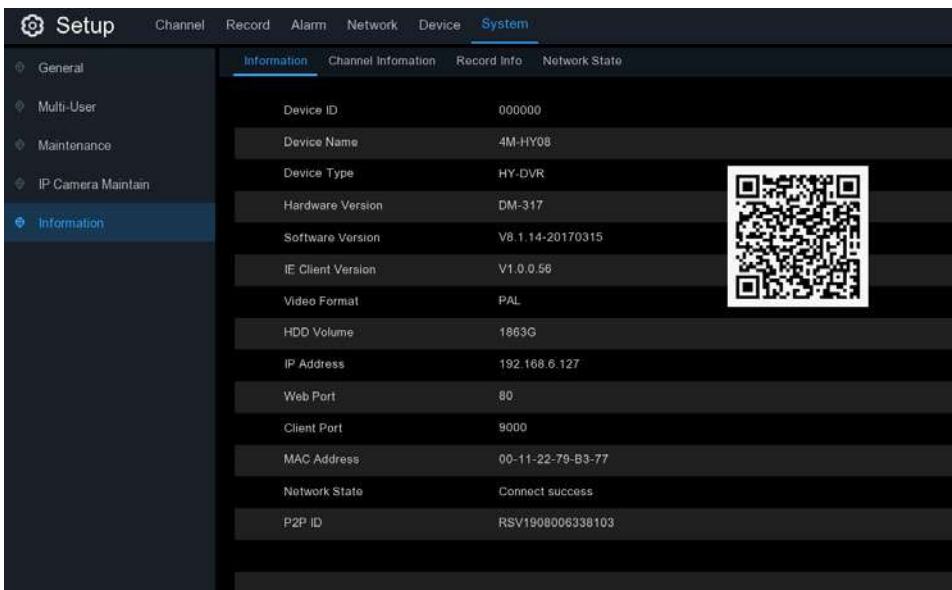 Setup Channel Record Alarm Network Device System
General
Multi-User
Maintenance
IP Camera Maintain
Information
Information Channel Infomation Record Info Network State
Device ID 000000
Device Name 4M-HY08
Device Type HY-DVR
Hardware Version DM-317
Software Version V8.1.14-20170315
IE Client Version V1.0.0.56
Video Format PAL
HDD Volume 1863G
IP Address 192.168.6.127
Web Port 80
Client Port 9000
MAC Address 00-11-22-79-B3-77
Network State Connect success
P2P ID RSV1908006338103